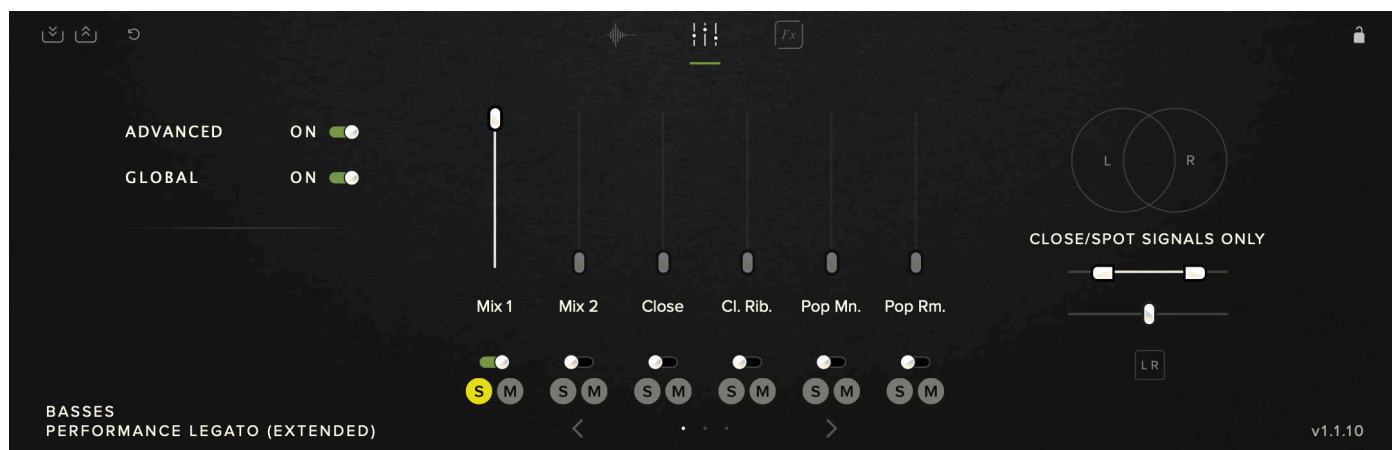 Fx
ADVANCED ON
GLOBAL ON
L R
CLOSE/SPOT SIGNALS ONLY
Mix 1 Mix 2 Close Cl. Rib. Pop Mn. Pop Rm.
S M S M S M S M S M S M
L R
BASSES
PERFORMANCE LEGATO (EXTENDED)
v1.1.10